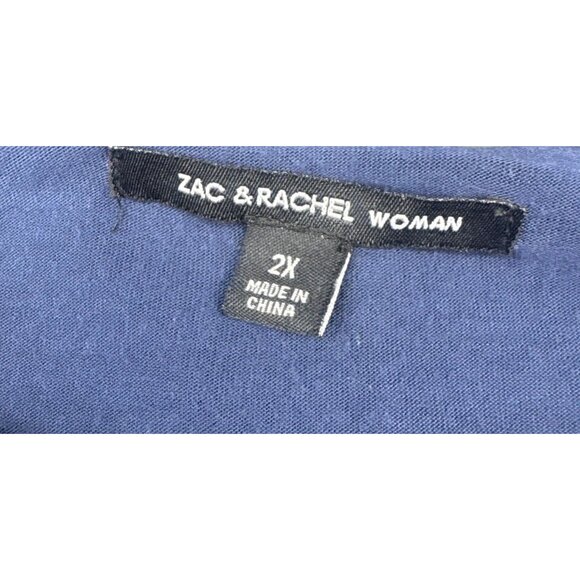 ZAC & RACHEL WOMAN
2X
MADE IN
CHINA